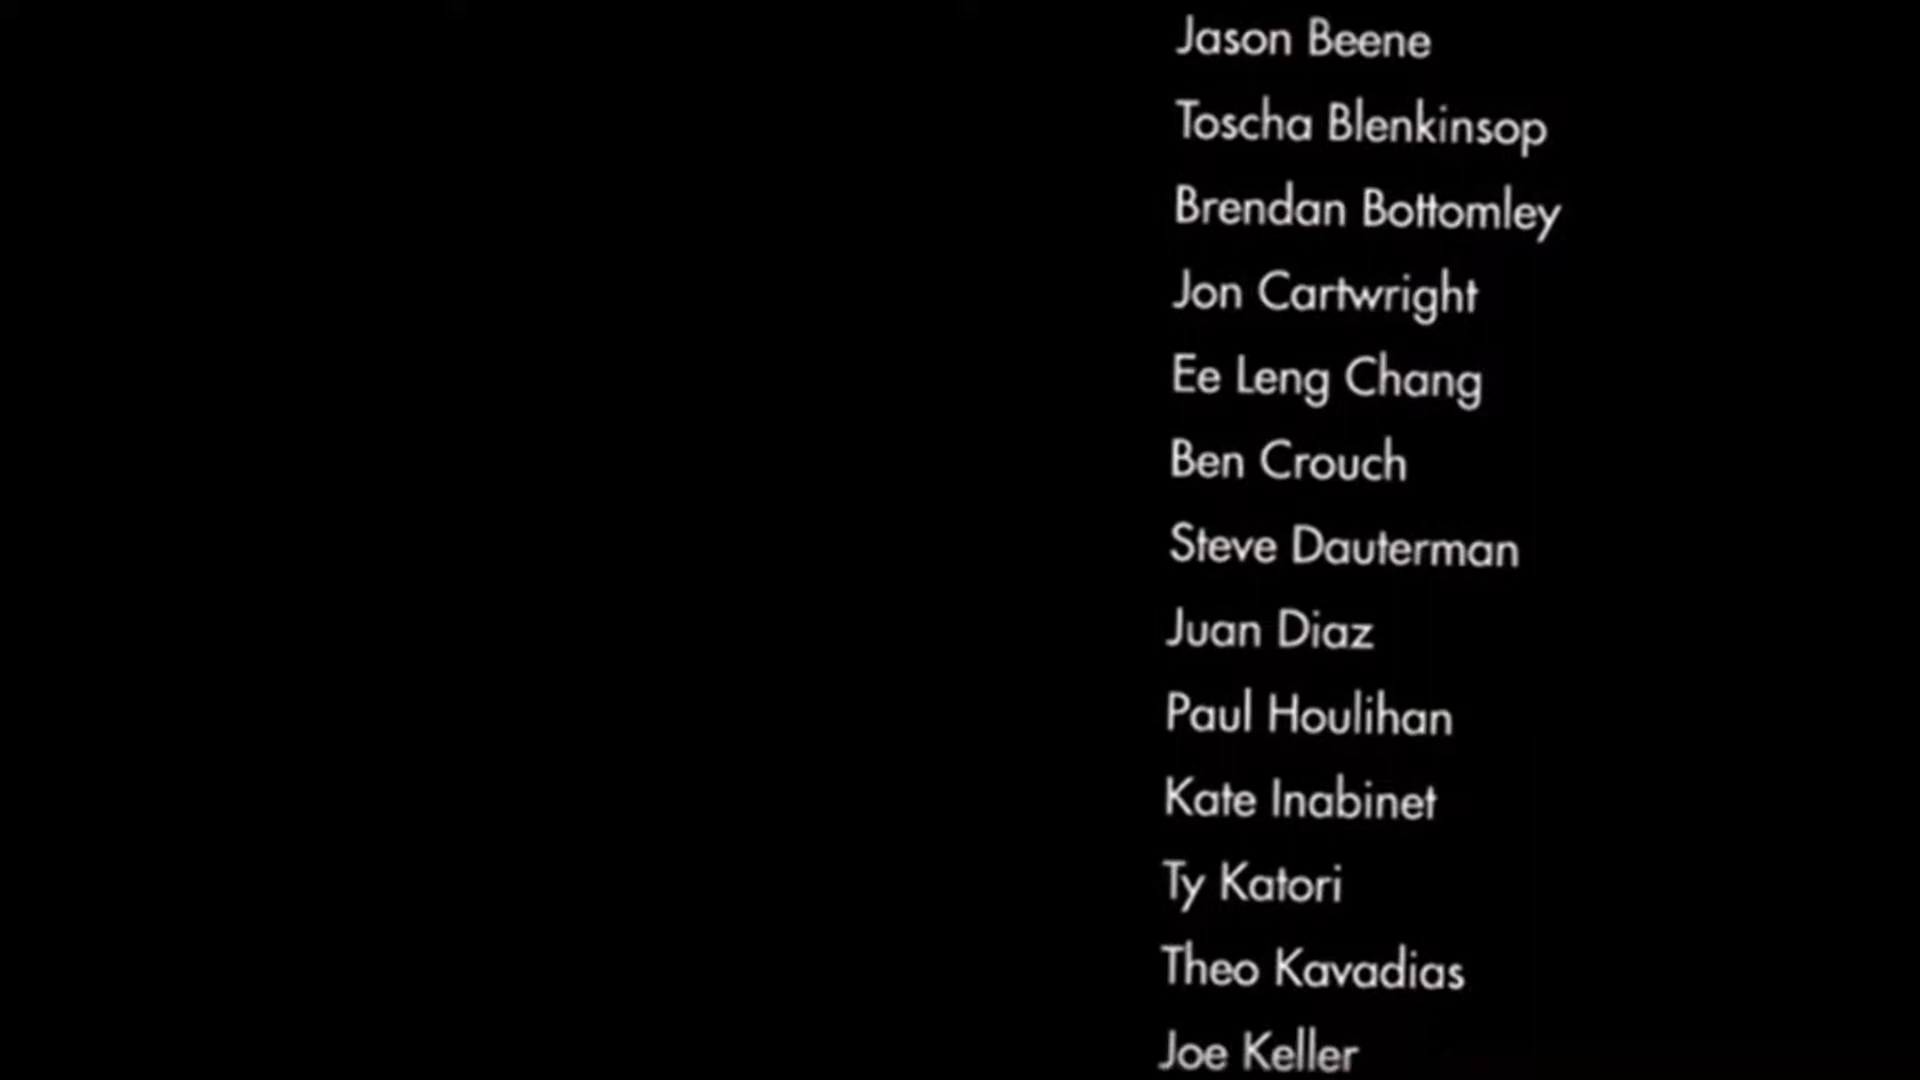 Jason Beene
Toscha Blenkinsop
Brendan Bottomley
Jon Cartwright
Ee Leng Chang
Ben Crouch
Steve Dauterman
Juan Diaz
Paul Houlihan
Kate Inabinet
Ty Katori
Theo Kavadias
Joe Keller